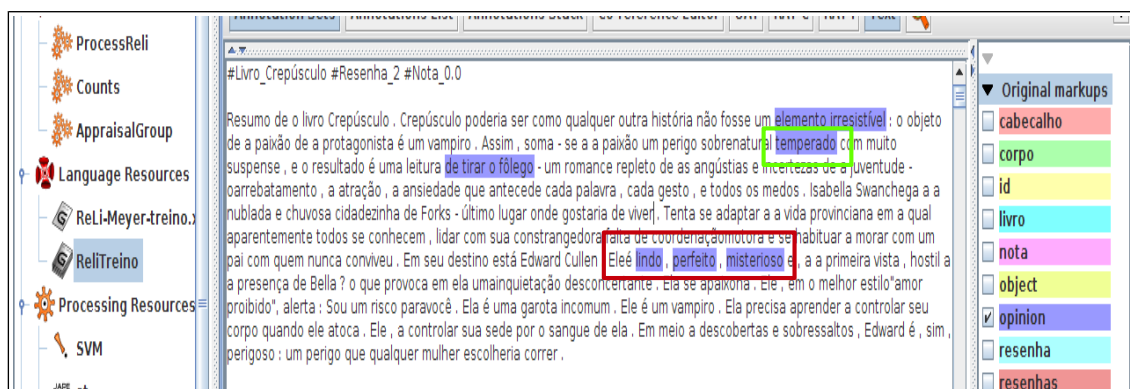 Annotation Sets Annotations List Annotations Stack Co-reference Editor Text
ProcessReli
Counts
AppraisalGroup
Language Resources
ReLi-Meyer-treino.x
ReliTreino
Processing Resources
SVM
#Livro_Crepúsculo #Resenha_2 #Nota_0.0
Resumo de o livro Crepúsculo . Crepúsculo poderia ser como qualquer outra história não fosse um elemento irresistível : o objeto
de a paixão de a protagonista é um vampiro . Assim , soma - se a a paixão um perigo sobrenatural temperado com muito
suspense , e o resultado é uma leitura de tirar o fôlego - um romance repleto de as angústias e incertezas de a juventude -
oarrebatamento , a atração , a ansiedade que antecede cada palavra , cada gesto , e todos os medos . Isabella Swanchega a a
nublada e chuvosa cidadezinha de Forks - último lugar onde gostaria de viver . Tenta se adaptar a a vida provinciana em a qual
aparentemente todos se conhecem , lidar com sua constrangedora falta de coordenaçãomotora e se habituar a morar com um
pai com quem nunca conviveu . Em seu destino está Edward Cullen . Eleé lindo , perfeito , misterioso e , a a primeira vista , hostil a
a presença de Bella ? o que provoca em ela umainquietação desconcertante . Ela se apaixona . Ele , em o melhor estilo"amor
proibido", alerta : Sou um risco paravocê . Ela é uma garota incomum . Ele é um vampiro . Ela precisa aprender a controlar seu
corpo quando ele atoca . Ele , a controlar sua sede por o sangue de ela . Em meio a descobertas e sobressaltos , Edward é , sim ,
perigoso : um perigo que qualquer mulher escolheria correr .
Original markups
cabecalho
corpo
id
livro
nota
object
opinion
resenha
resenhas